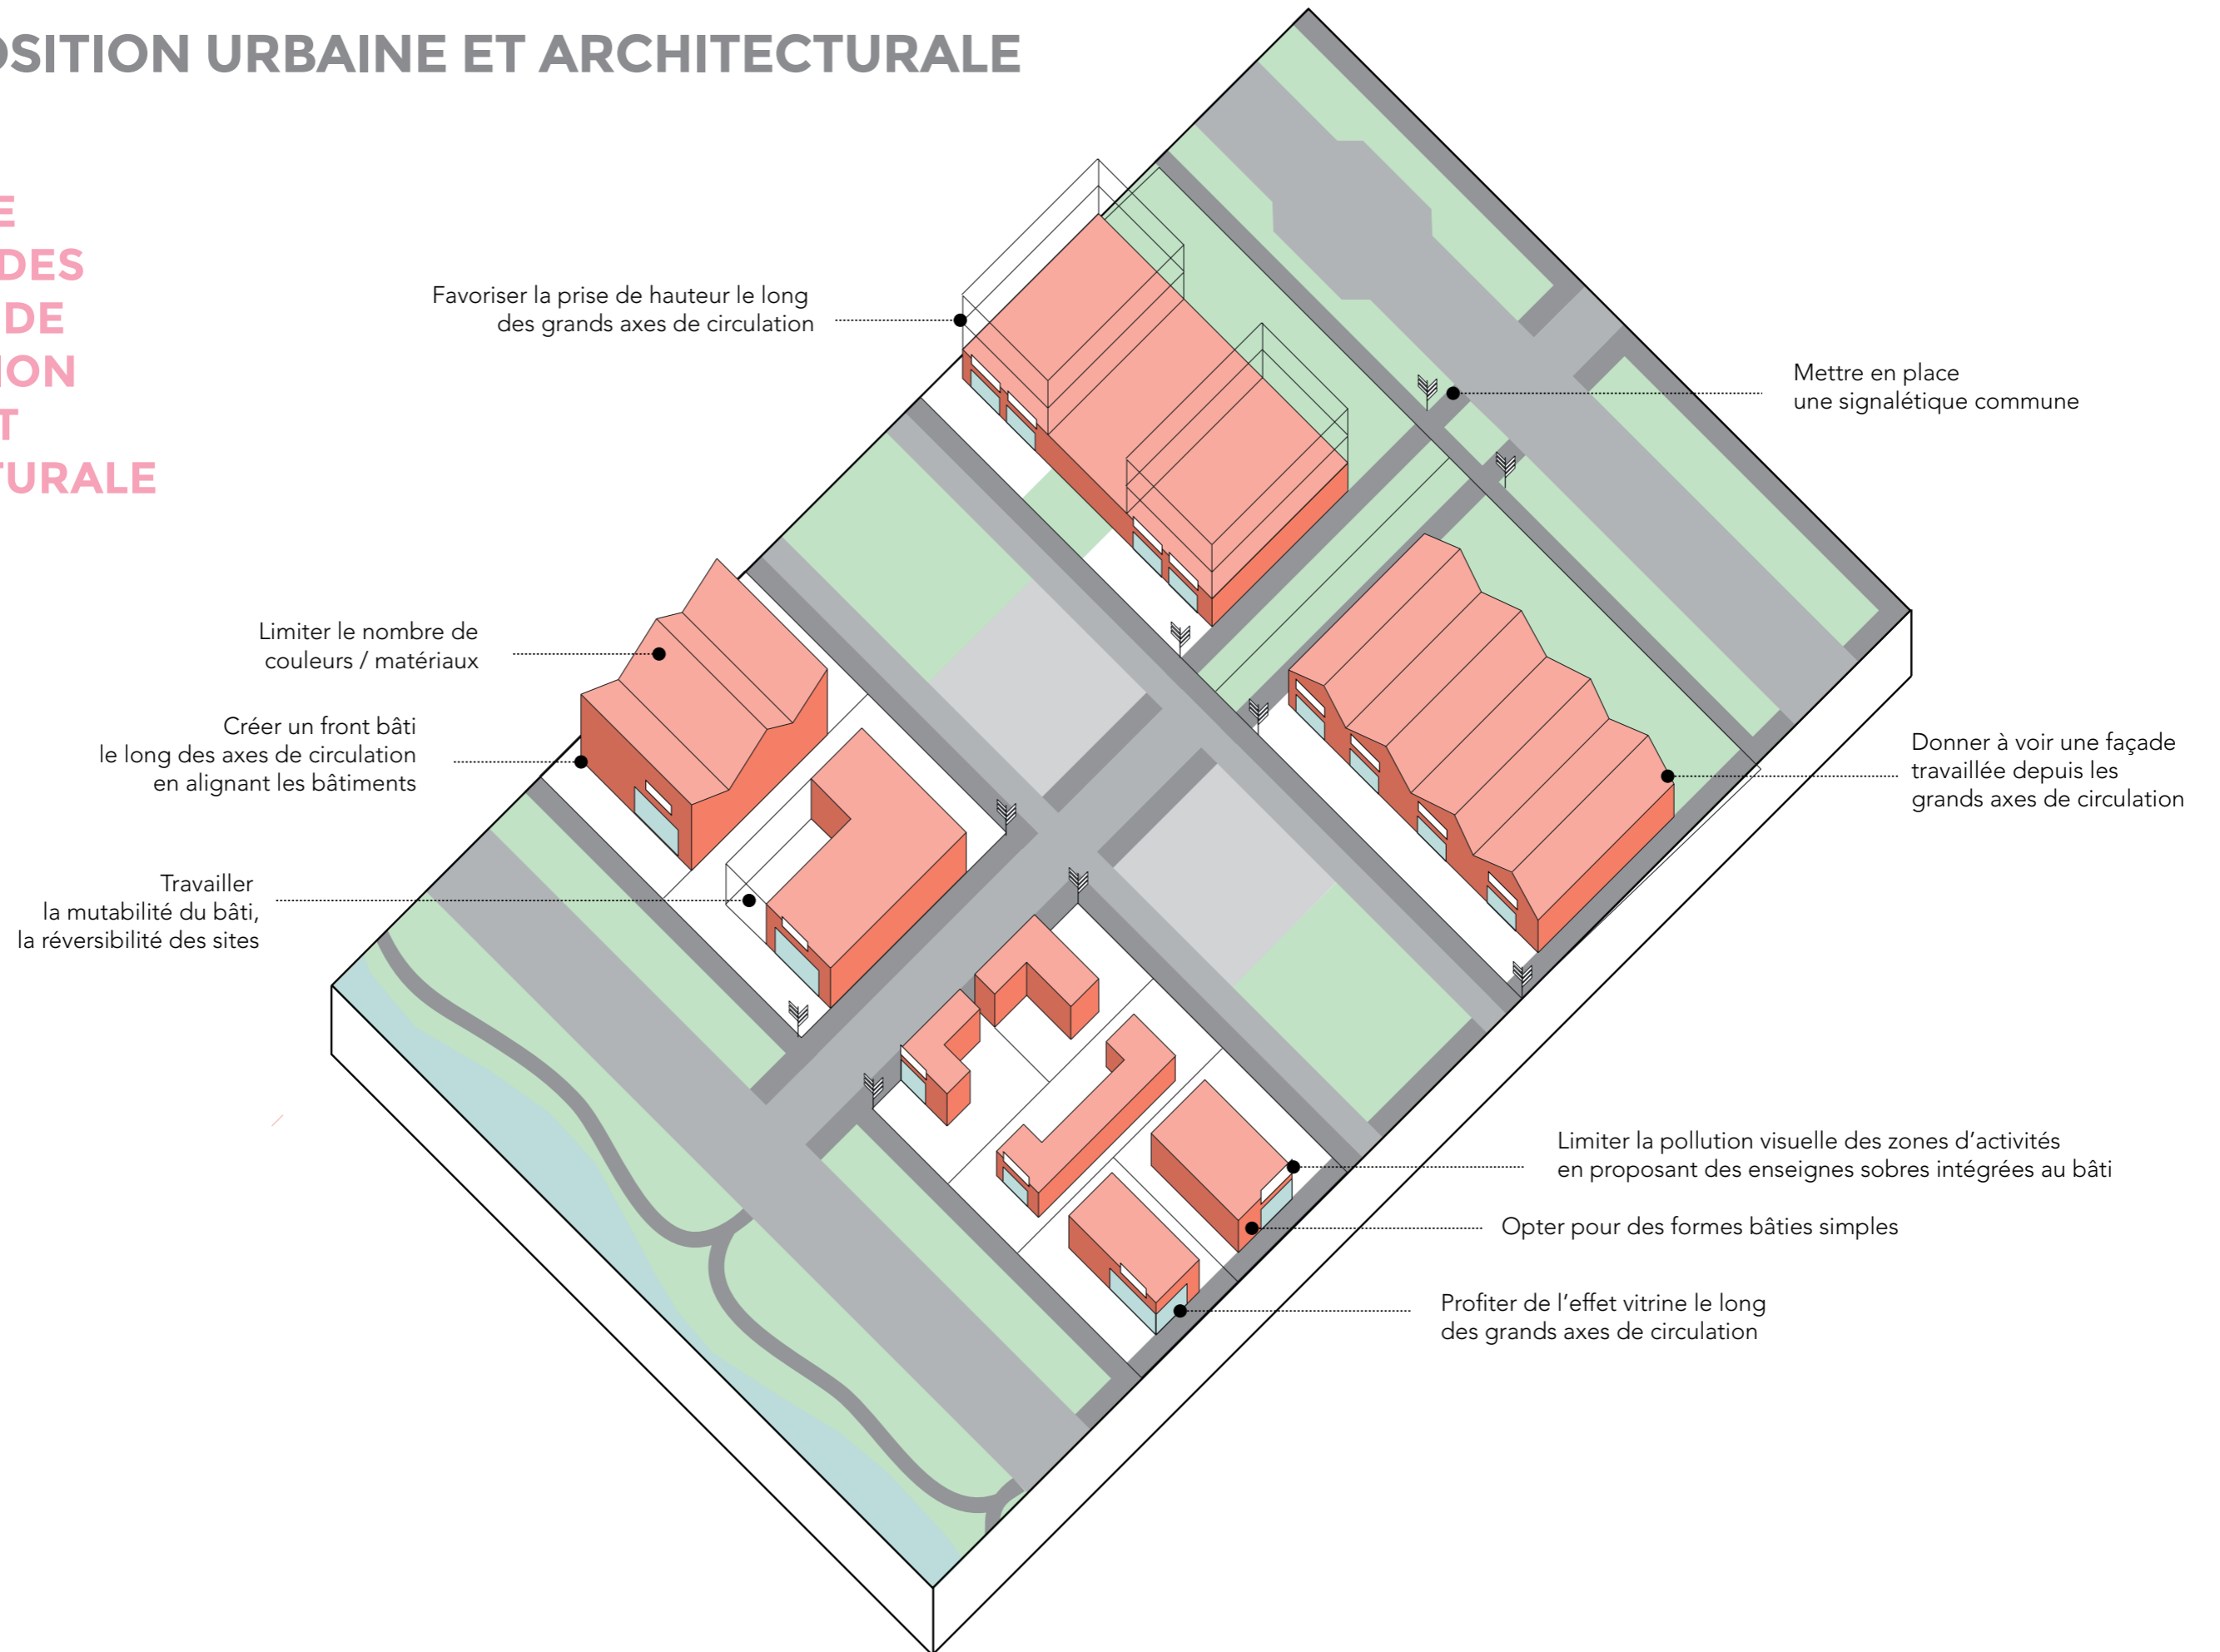 OSITION URBAINE ET ARCHITECTURALE
E
DES
DE
ION
T
TURALE
Favoriser la prise de hauteur le long
des grands axes de circulation
Mettre en place
une signalétique commune
Limiter le nombre de
couleurs / matériaux
Créer un front bâti
le long des axes de circulation
en alignant les bâtiments
Donner à voir une façade
travaillée depuis les
grands axes de circulation
Travailler
la mutabilité du bâti,
la réversibilité des sites
Limiter la pollution visuelle des zones d’activités
en proposant des enseignes sobres intégrées au bâti
Opter pour des formes bâties simples
Profiter de l’effet vitrine le long
des grands axes de circulation